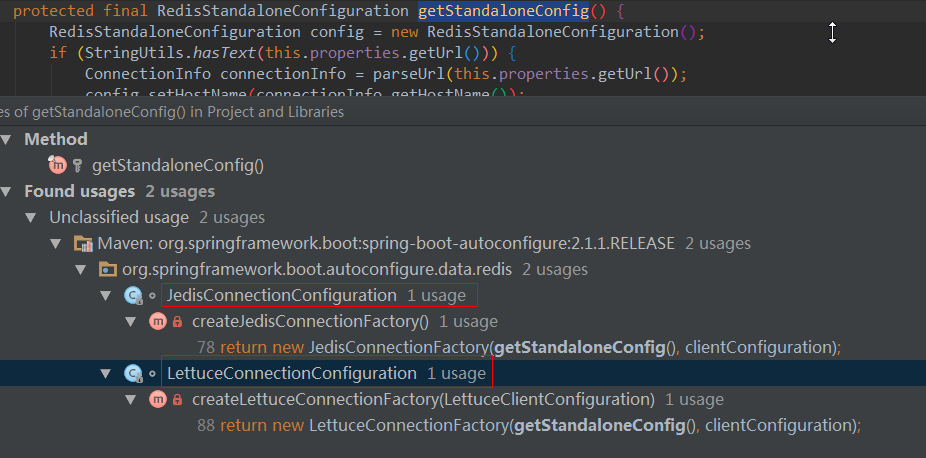 protected final RedisStandaloneConfiguration getStandaloneConfig() {
RedisStandaloneConfiguration config = new RedisStandaloneConfiguration();
if (StringUtils.hasText(this.properties.getUrl())) {
ConnectionInfo connectionInfo = parseUrl(this.properties.getUrl());
config.setHostName(connectionInfo.getHostName());
es of getStandaloneConfig() in Project and Libraries
Method
m getStandaloneConfig()
Found usages 2 usages
Unclassified usage 2 usages
Maven: org.springframework.boot:spring-boot-autoconfigure:2.1.1.RELEASE 2 usages
org.springframework.boot.autoconfigure.data.redis 2 usages
C JedisConnectionConfiguration 1 usage
m createJedisConnectionFactory() 1 usage
78 return new JedisConnectionFactory(getStandaloneConfig(), clientConfiguration);
C LettuceConnectionConfiguration 1 usage
m createLettuceConnectionFactory(LettuceClientConfiguration) 1 usage
88 return new LettuceConnectionFactory(getStandaloneConfig(), clientConfiguration);